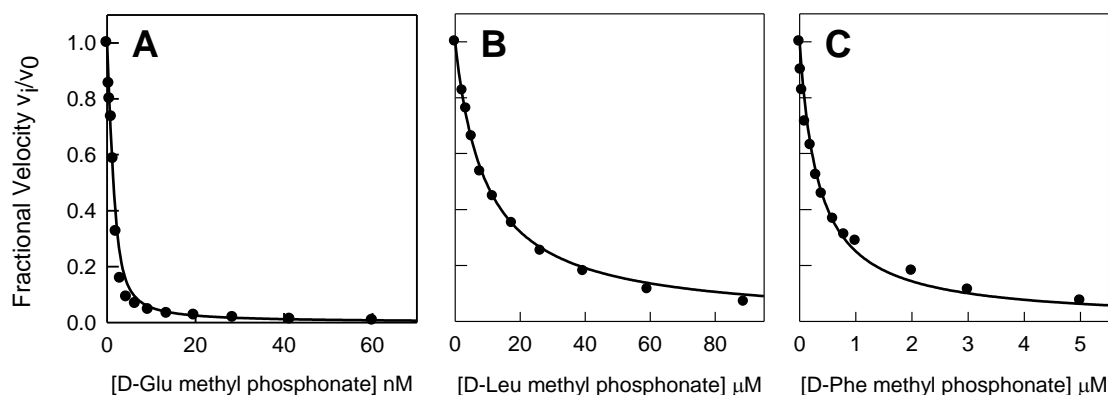 A
B
C
Fractional Velocity vi/v0
1.0
0.8
0.6
0.4
0.2
0.0
0 20 40 60
0 20 40 60 80
0 1 2 3 4 5
[D-Glu methyl phosphonate] nM
[D-Leu methyl phosphonate] μM
[D-Phe methyl phosphonate] μM